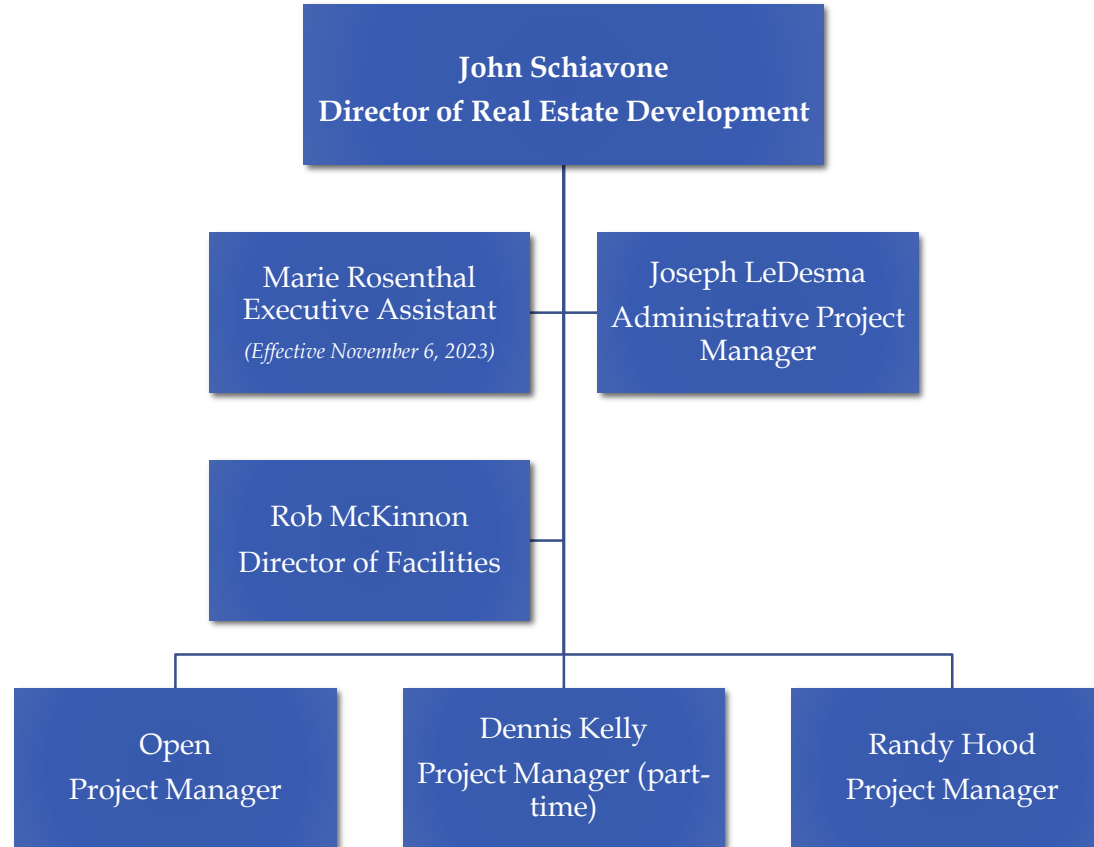 John Schiavone
Director of Real Estate Development
Marie Rosenthal
Executive Assistant
(Effective November 6, 2023)
Joseph LeDesma
Administrative Project
Manager
Rob McKinnon
Director of Facilities
Open
Project Manager
Dennis Kelly
Project Manager (part-
time)
Randy Hood
Project Manager